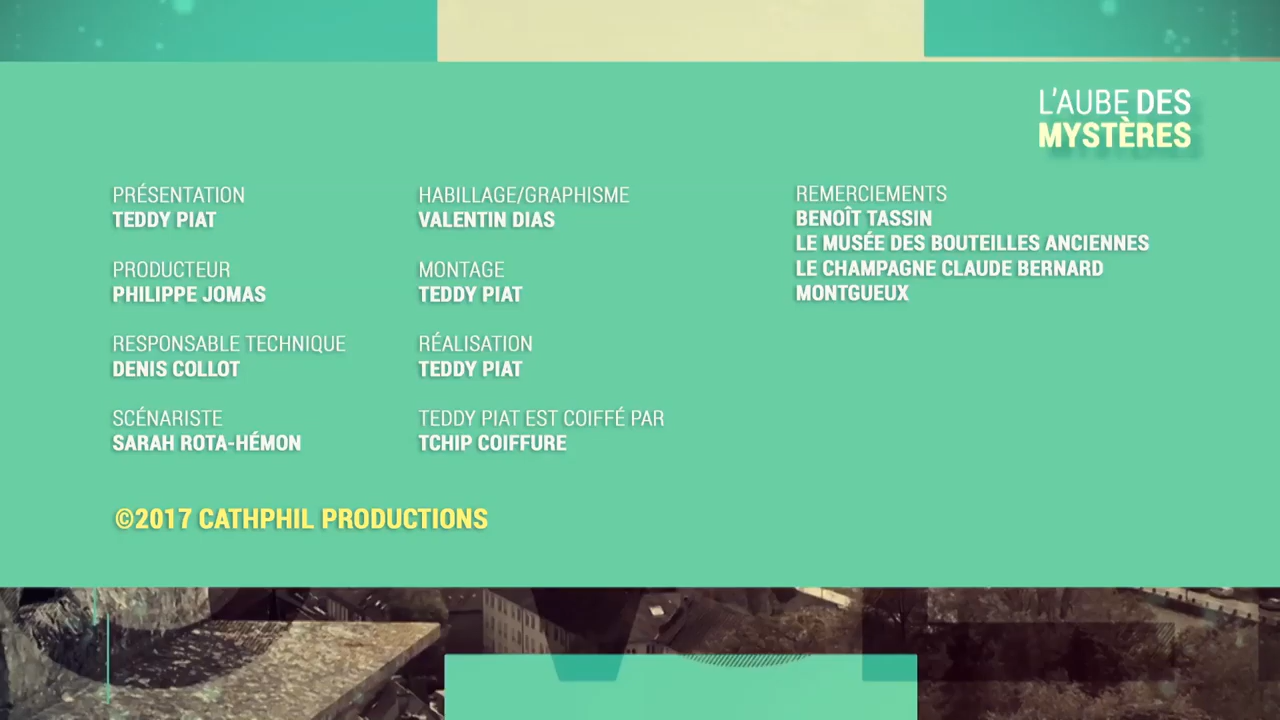 L'AUBE DES
MYSTÈRES
PRÉSENTATION
TEDDY PIAT
PRODUCTEUR
PHILIPPE JOMAS
RESPONSABLE TECHNIQUE
DENIS COLLOT
SCÉNARISTE
SARAH ROTA-HÉMON
HABILLAGE/GRAPHISME
VALENTIN DIAS
MONTAGE
TEDDY PIAT
RÉALISATION
TEDDY PIAT
TEDDY PIAT EST COIFFÉ PAR
TCHIP COIFFURE
REMERCIEMENTS
BENOÎT TASSIN
LE MUSÉE DES BOUTEILLES ANCIENNES
LE CHAMPAGNE CLAUDE BERNARD
MONTGUEUX
©2017 CATHPHIL PRODUCTIONS